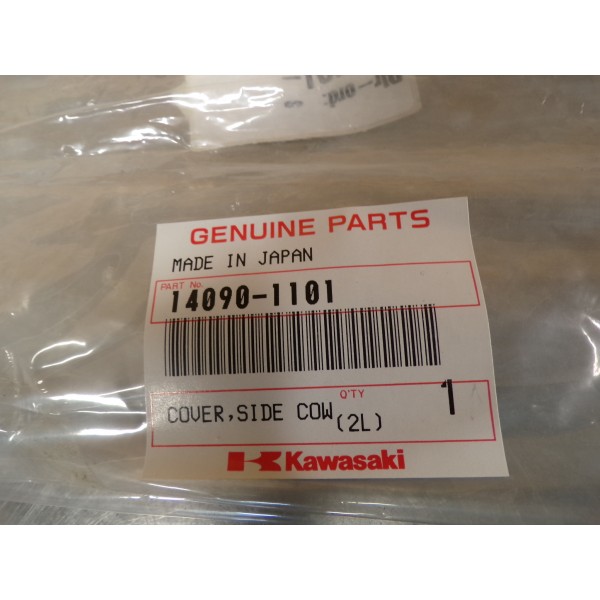 GENUINE PARTS
MADE IN JAPAN
PART No.
14090-1101
Q'TY
COVER,SIDE COW(2L) 1
Kawasaki